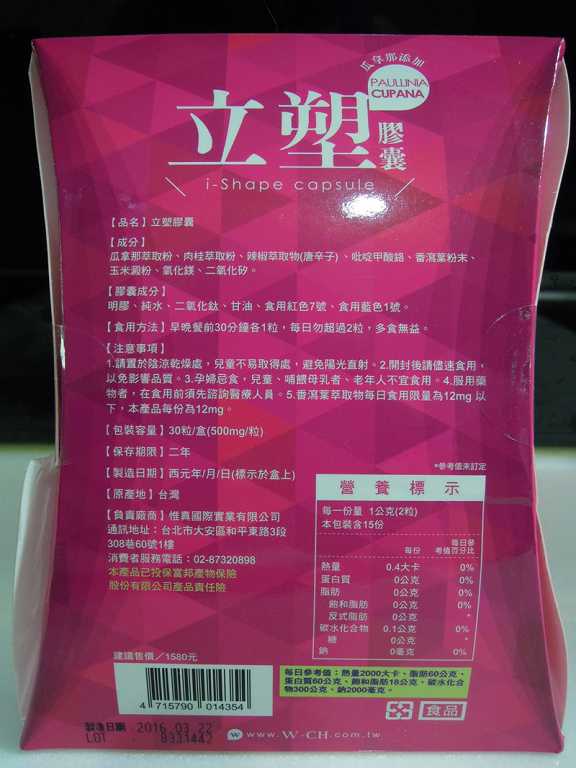 瓜拿那添加
PAULLINIA
CUPANA
立塑膠囊
i-Shape capsule
【品名】立塑膠囊
【成分】
瓜拿那萃取粉、肉桂萃取粉、辣椒萃取物(唐辛子)、吡啶甲酸鉻、香瀉葉粉末、
玉米澱粉、氧化鎂、二氧化矽。
【膠囊成分】
明膠、純水、二氧化鈦、甘油、食用紅色7號、食用藍色1號。
【食用方法】早晚餐前30分鐘各1粒，每日勿超過2粒，多食無益。
【注意事項】
1.請置於陰涼乾燥處，兒童不易取得處，避免陽光直射。2.開封後請儘速食用，
以免影響品質。3.孕婦忌食，兒童、哺餵母乳者、老年人不宜食用。4.服用藥
物者，在食用前須先諮詢醫療人員。5.香瀉葉萃取物每日食用限量為12mg 以
下，本產品每份為12mg。
【包裝容量】30粒/盒(500mg/粒)
【保存期限】二年
【製造日期】西元年/月/日(標示於盒上)
【原產地】台灣
【負責廠商】惟興國際實業有限公司
通訊地址：台北市大安區和平東路3段
308巷60號1樓
消費者服務電話：02-87320898
本產品已投保富邦產物保險
股份有限公司產品責任險
*參考值未訂定
營養標示
每一份量 1公克(2粒)
本包裝含15份
每份 每日參考值百分比
熱量 0.4大卡 0%
蛋白質 0公克 0%
脂肪 0公克 0%
飽和脂肪 0公克 0%
反式脂肪 0公克 *
碳水化合物 0.1公克 0%
糖 0公克 *
鈉 0毫克 0%
每日參考值：熱量2000大卡、脂肪60公克、
蛋白質60公克、飽和脂肪18公克、碳水化合
物300公克、鈉2000毫克。
建議售價／1580元
4 715790 014354
食品
製造日期 2016.03.22
LOT
www.W-CH.com.tw